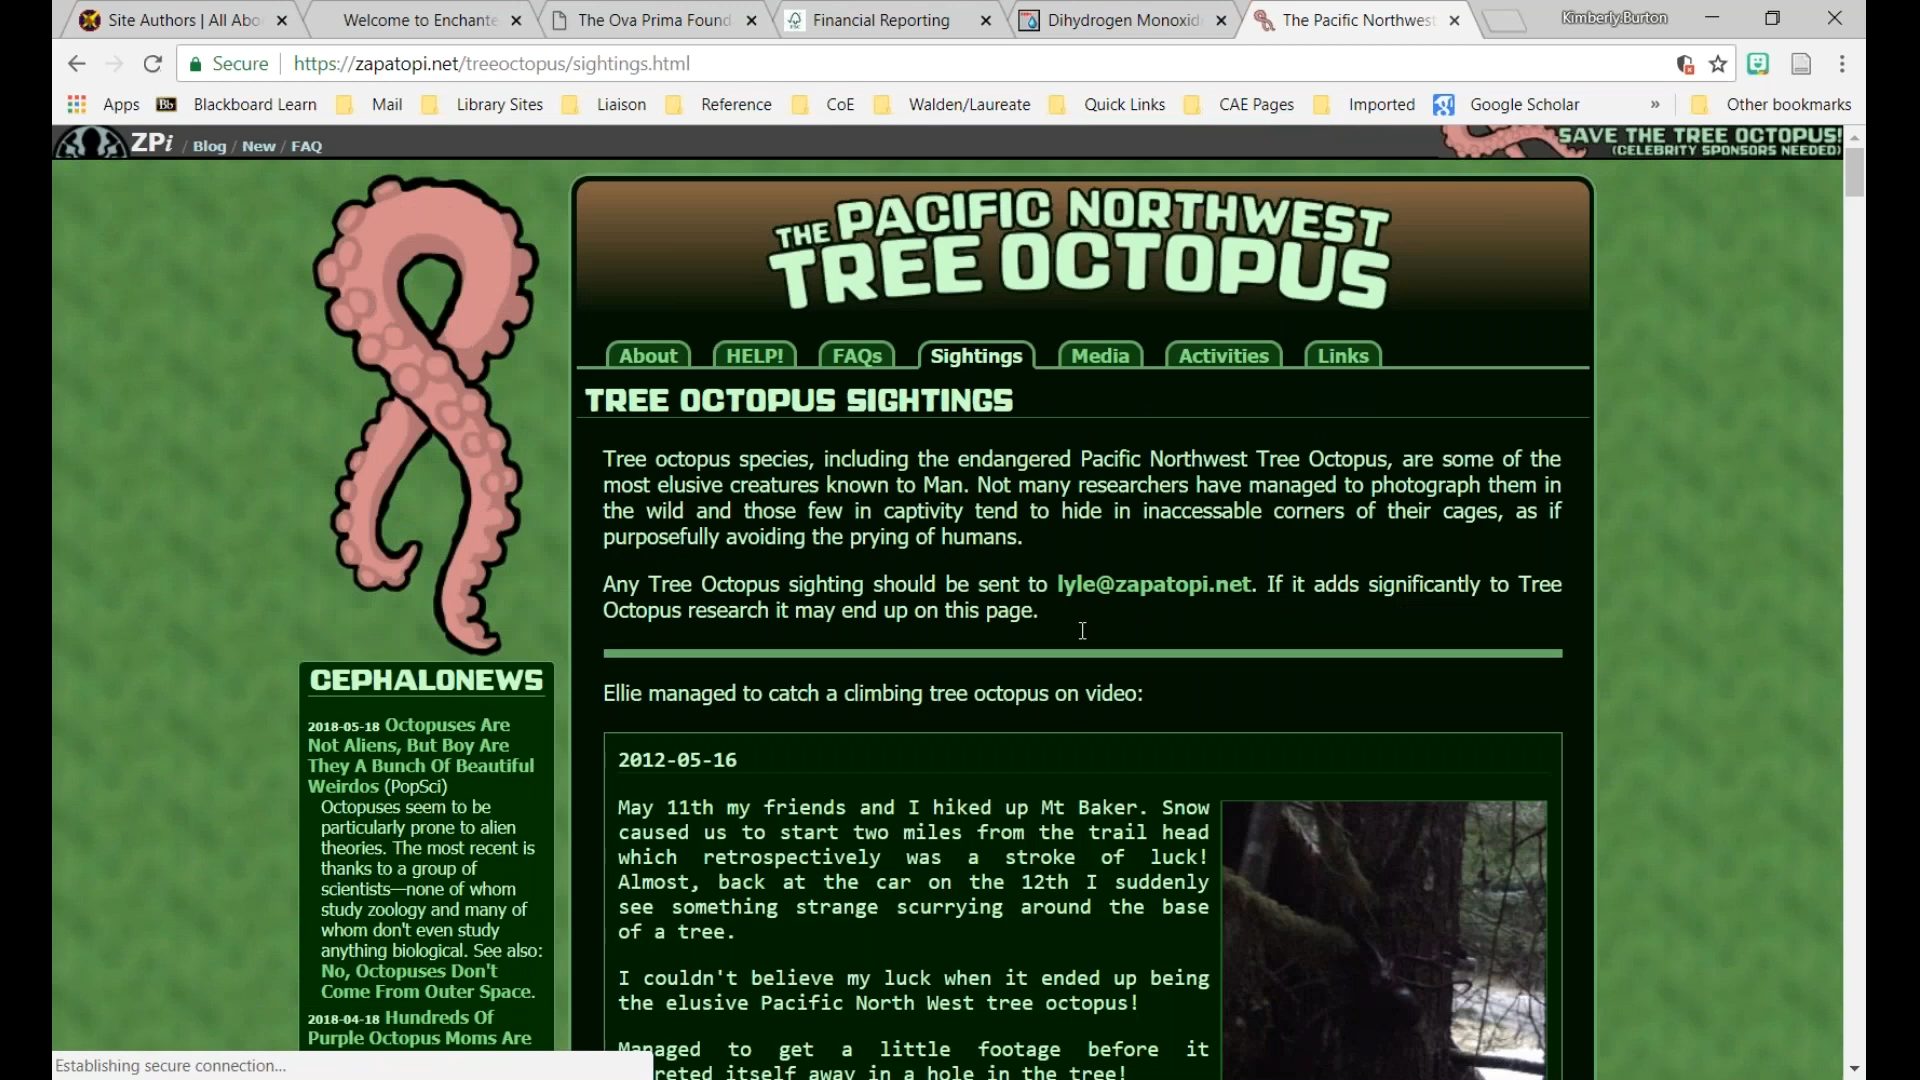 Site Authors | All Abo
Welcome to Enchante
The Ova Prima Found
Financial Reporting
Dihydrogen Monoxid
The Pacific Northwest
Kimberly.Burton
Secure
https://zapatopi.net/treeoctopus/sightings.html
Apps
Bb
Blackboard Learn
Mail
Library Sites
Liaison
Reference
CoE
Walden/Laureate
Quick Links
CAE Pages
Imported
Google Scholar
»
Other bookmarks
ZPi / Blog / New / FAQ
SAVE THE TREE OCTOPUS!
(CELEBRITY SPONSORS NEEDED)
THE PACIFIC NORTHWEST
TREE OCTOPUS
About
HELP!
FAQs
Sightings
Media
Activities
Links
TREE OCTOPUS SIGHTINGS
Tree octopus species, including the endangered Pacific Northwest Tree Octopus, are some of the
most elusive creatures known to Man. Not many researchers have managed to photograph them in
the wild and those few in captivity tend to hide in inaccessable corners of their cages, as if
purposefully avoiding the prying of humans.
Any Tree Octopus sighting should be sent to lyle@zapatopi.net. If it adds significantly to Tree
Octopus research it may end up on this page.
Ellie managed to catch a climbing tree octopus on video:
2012-05-16
May 11th my friends and I hiked up Mt Baker. Snow
caused us to start two miles from the trail head
which retrospectively was a stroke of luck!
Almost, back at the car on the 12th I suddenly
see something strange scurrying around the base
of a tree.
I couldn't believe my luck when it ended up being
the elusive Pacific North West tree octopus!
Managed to get a little footage before it
reted itself away in a hole in the tree!
CEPHALONEWS
2018-05-18 Octopuses Are
Not Aliens, But Boy Are
They A Bunch Of Beautiful
Weirdos (PopSci)
Octopuses seem to be
particularly prone to alien
theories. The most recent is
thanks to a group of
scientists—none of whom
study zoology and many of
whom don't even study
anything biological. See also:
No, Octopuses Don't
Come From Outer Space.
2018-04-18 Hundreds Of
Purple Octopus Moms Are
Establishing secure connection...